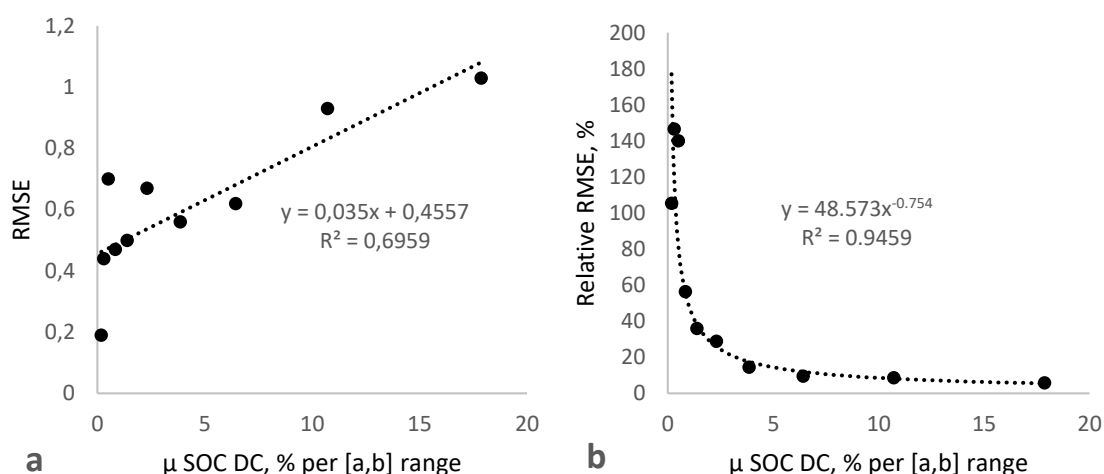 1,2
1
0,8
0,6
0,4
0,2
0
RMSE
y = 0,035x + 0,4557
R² = 0,6959
0 5 10 15 20
a
μ SOC DC, % per [a,b] range
200
180
160
140
120
100
80
60
40
20
0
Relative RMSE, %
y = 48.573x^-0.754
R² = 0.9459
0 5 10 15 20
b
μ SOC DC, % per [a,b] range